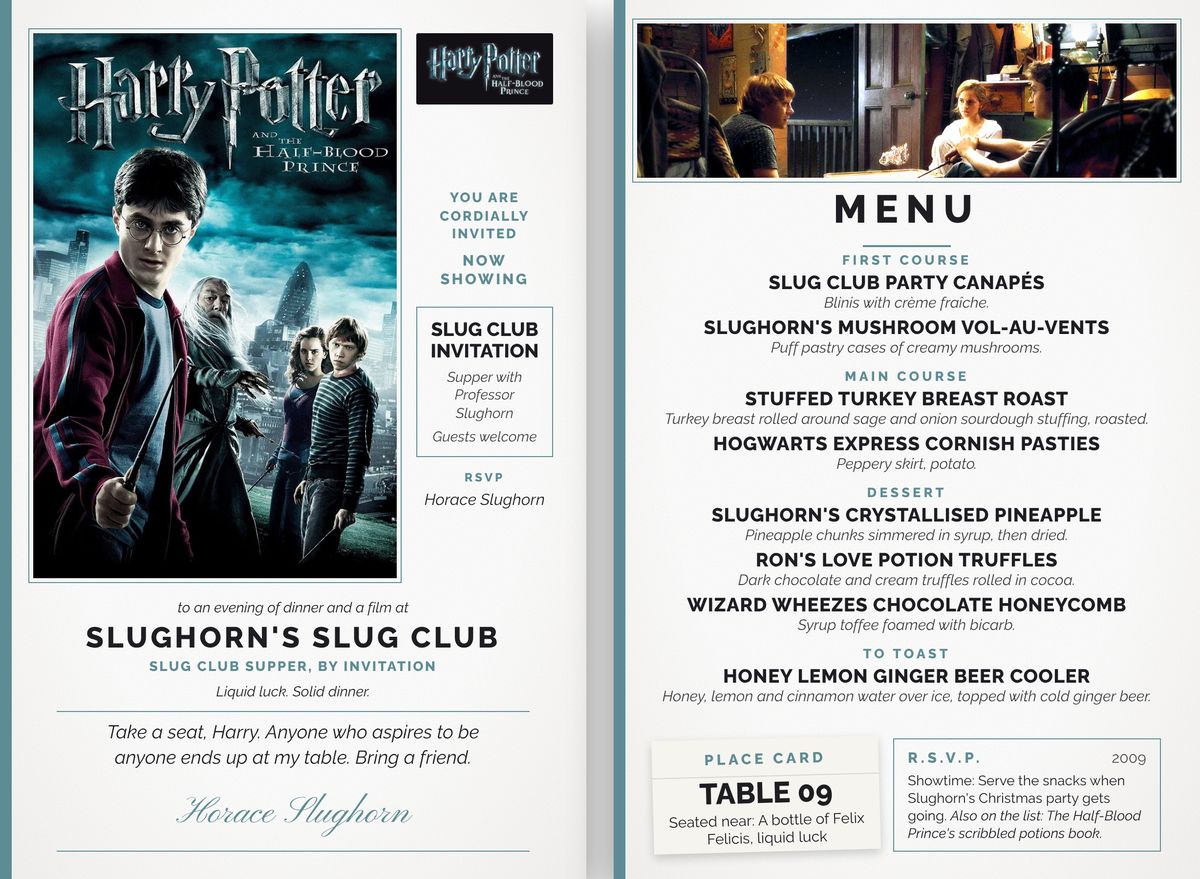 Harry Potter
AND THE
HALF-BLOOD
PRINCE
Harry Potter
AND THE
HALF-BLOOD
PRINCE
YOU ARE
CORDIALLY
INVITED
NOW
SHOWING
SLUG CLUB
INVITATION
Supper with
Professor
Slughorn
Guests welcome
RSVP
Horace Slughorn
to an evening of dinner and a film at
SLUGHORN'S SLUG CLUB
SLUG CLUB SUPPER, BY INVITATION
Liquid luck. Solid dinner.
Take a seat, Harry. Anyone who aspires to be
anyone ends up at my table. Bring a friend.
Horace Slughorn
MENU
FIRST COURSE
SLUG CLUB PARTY CANAPÉS
Blinis with crème fraîche.
SLUGHORN'S MUSHROOM VOL-AU-VENTS
Puff pastry cases of creamy mushrooms.
MAIN COURSE
STUFFED TURKEY BREAST ROAST
Turkey breast rolled around sage and onion sourdough stuffing, roasted.
HOGWARTS EXPRESS CORNISH PASTIES
Peppery skirt, potato.
DESSERT
SLUGHORN'S CRYSTALLISED PINEAPPLE
Pineapple chunks simmered in syrup, then dried.
RON'S LOVE POTION TRUFFLES
Dark chocolate and cream truffles rolled in cocoa.
WIZARD WHEEZES CHOCOLATE HONEYCOMB
Syrup toffee foamed with bicarb.
TO TOAST
HONEY LEMON GINGER BEER COOLER
Honey, lemon and cinnamon water over ice, topped with cold ginger beer.
PLACE CARD
TABLE 09
Seated near: A bottle of Felix
Felicis, liquid luck
R.S.V.P. 2009
Showtime: Serve the snacks when
Slughorn's Christmas party gets
going. Also on the list: The Half-Blood
Prince's scribbled potions book.